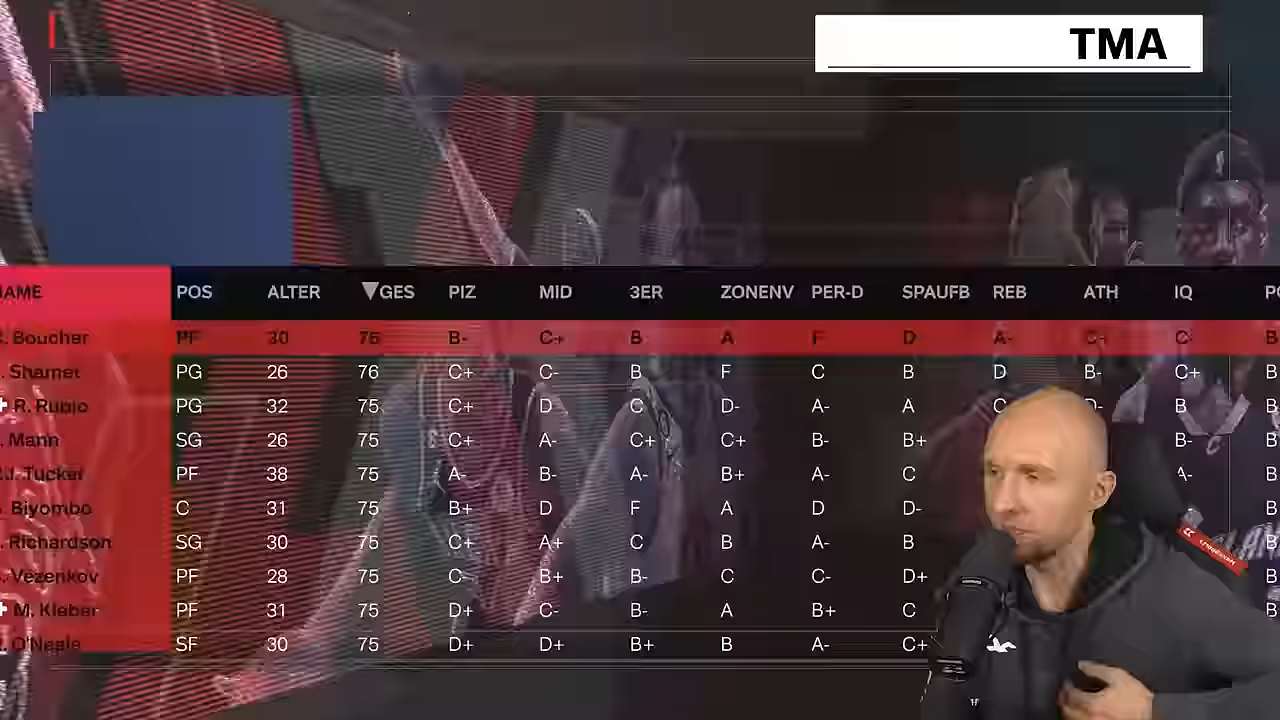 TMA
AME POS ALTER ▼GES PIZ MID 3ER ZONENV PER-D SPAUFB REB ATH IQ PO
. Boucher PF 30 76 B- C+ B A F D A- C+ C B
. Shamet PG 26 76 C+ C- B F C B D B- C+ B
+ R. Rubio PG 32 75 C+ D C D- A- A C D- B B
. Mann SG 26 75 C+ A- C+ C+ B- B+ B- B
.J. Tucker PF 38 75 A- B- A- B+ A- C A- B
. Biyombo C 31 75 B+ D F A D D- B
. Richardson SG 30 75 C+ A+ C B A- B B
. Vezenkov PF 28 75 C- B+ B- C C- D+ B
+ M. Kleber PF 31 75 D+ C- B- A B+ C B
. O'Neale SF 30 75 D+ D+ B+ B A- C+